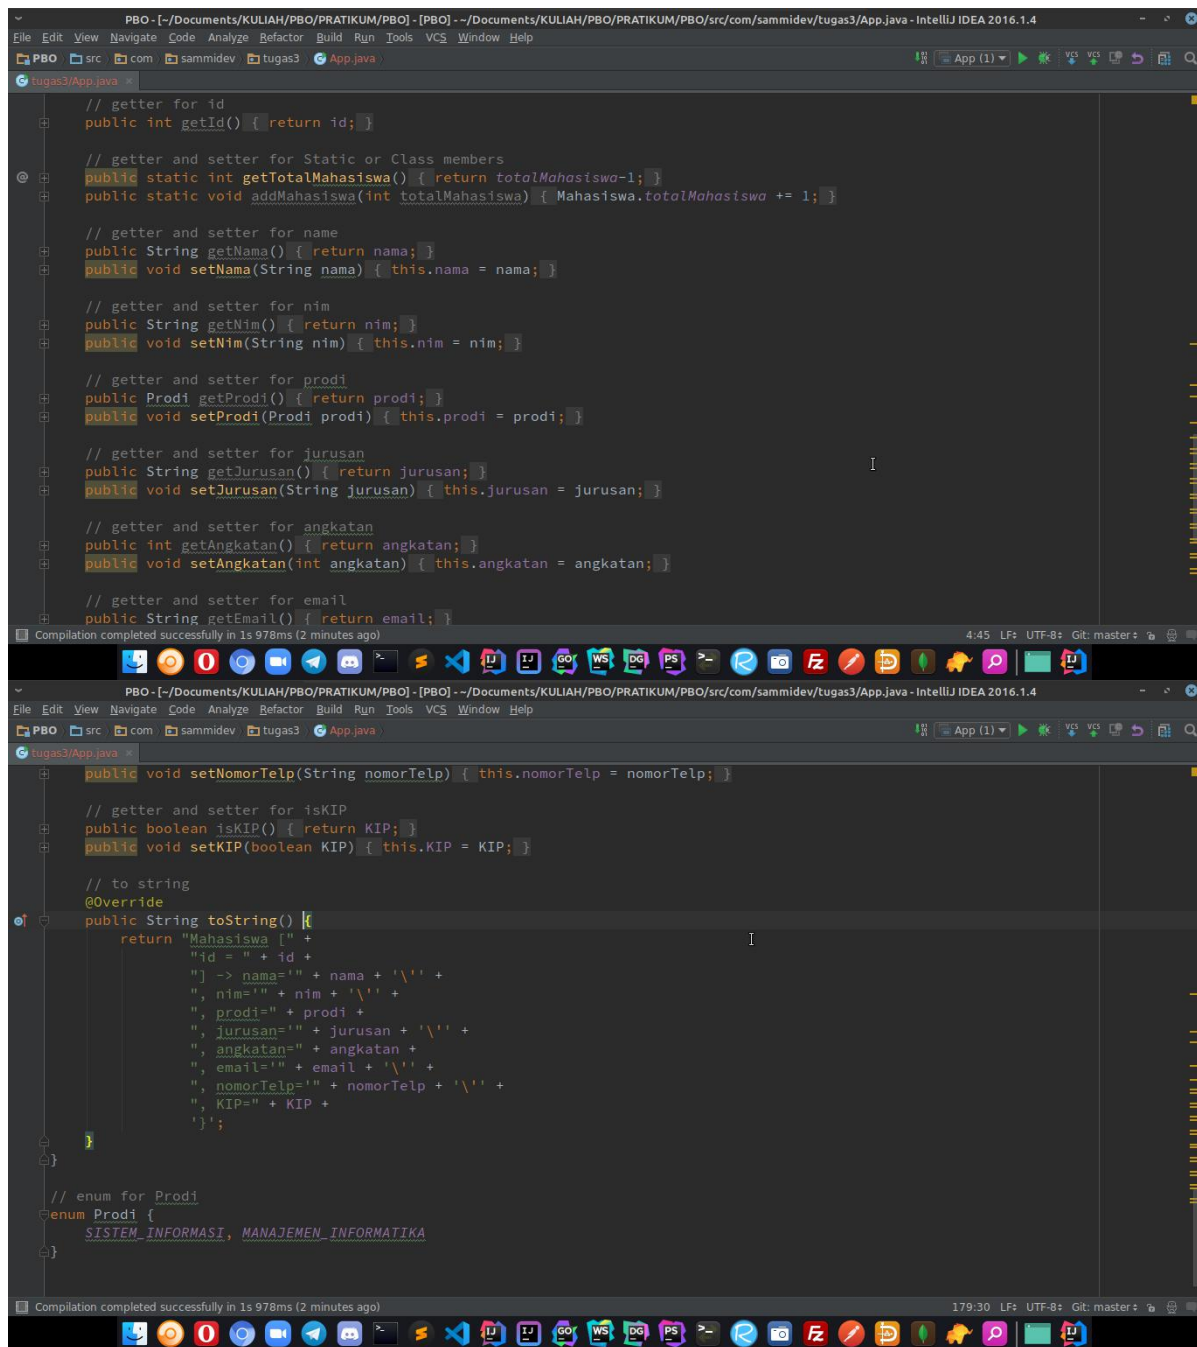 PBO - [~/Documents/KULIAH/PBO/PRATIKUM/PBO] - [PBO] - ~/Documents/KULIAH/PBO/PRATIKUM/PBO/src/com/sammidev/tugas3/App.java - IntelliJ IDEA 2016.1.4
File Edit View Navigate Code Analyze Refactor Build Run Tools VCS Window Help
PBO src com sammidev tugas3 App.java App (1) VCS VCS
tugas3/App.java
// getter for id
public int getId() { return id; }
// getter and setter for Static or Class members
@ public static int getTotalMahasiswa() { return totalMahasiswa-1; }
public static void addMahasiswa(int totalMahasiswa) { Mahasiswa.totalMahasiswa += 1; }
// getter and setter for name
public String getNama() { return nama; }
public void setNama(String nama) { this.nama = nama; }
// getter and setter for nim
public String getNim() { return nim; }
public void setNim(String nim) { this.nim = nim; }
// getter and setter for prodi
public Prodi getProdi() { return prodi; }
public void setProdi(Prodi prodi) { this.prodi = prodi; }
// getter and setter for jurusan
public String getJurusan() { return jurusan; }
public void setJurusan(String jurusan) { this.jurusan = jurusan; }
// getter and setter for angkatan
public int getAngkatan() { return angkatan; }
public void setAngkatan(int angkatan) { this.angkatan = angkatan; }
// getter and setter for email
public String getEmail() { return email; }
Compilation completed successfully in 1s 978ms (2 minutes ago) 4:45 LF UTF-8 Git: master
IJ IJ GO WS DG PS
PBO - [~/Documents/KULIAH/PBO/PRATIKUM/PBO] - [PBO] - ~/Documents/KULIAH/PBO/PRATIKUM/PBO/src/com/sammidev/tugas3/App.java - IntelliJ IDEA 2016.1.4
File Edit View Navigate Code Analyze Refactor Build Run Tools VCS Window Help
PBO src com sammidev tugas3 App.java App (1) VCS VCS
tugas3/App.java
public void setNomorTelp(String nomorTelp) { this.nomorTelp = nomorTelp; }
// getter and setter for isKIP
public boolean isKIP() { return KIP; }
public void setKIP(boolean KIP) { this.KIP = KIP; }
// to string
@Override
public String toString() {
return "Mahasiswa [" +
"id = " + id +
"] -> nama='" + nama + '\'' +
", nim='" + nim + '\'' +
", prodi=" + prodi +
", jurusan='" + jurusan + '\'' +
", angkatan=" + angkatan +
", email='" + email + '\'' +
", nomorTelp='" + nomorTelp + '\'' +
", KIP=" + KIP +
'}';
}
}
// enum for Prodi
enum Prodi {
SISTEM_INFORMASI, MANAJEMEN_INFORMATIKA
}
Compilation completed successfully in 1s 978ms (2 minutes ago) 179:30 LF UTF-8 Git: master
IJ IJ GO WS DG PS